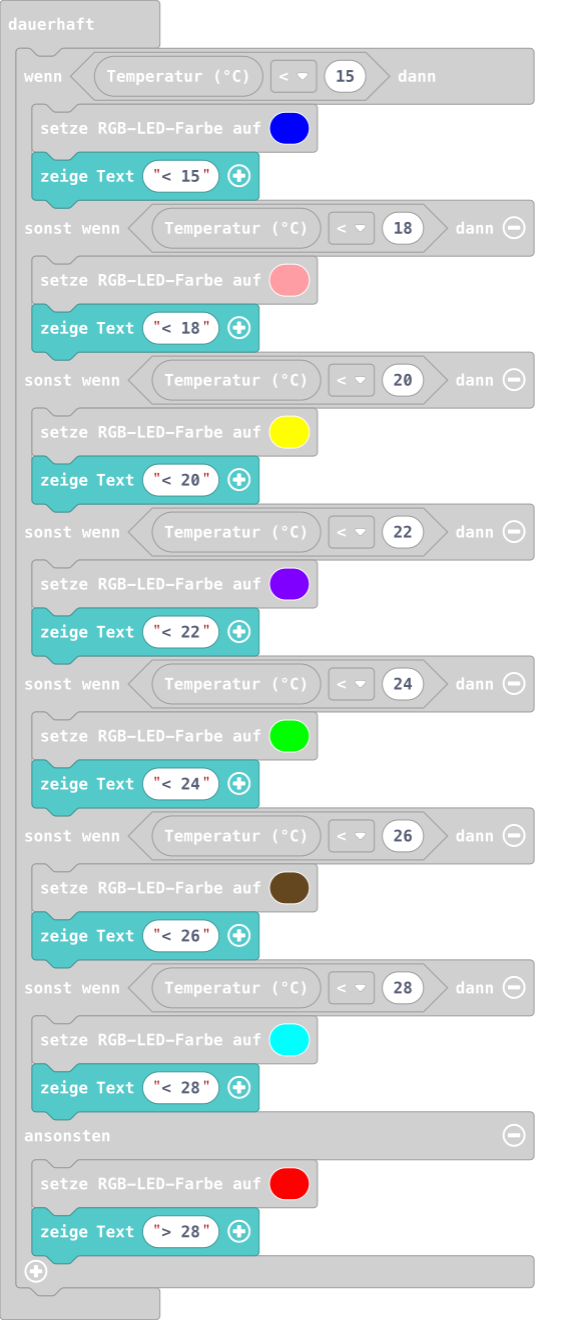 dauerhaft
wenn Temperatur (°C) < 15 dann
setze RGB-LED-Farbe auf
zeige Text "< 15"
sonst wenn Temperatur (°C) < 18 dann
setze RGB-LED-Farbe auf
zeige Text "< 18"
sonst wenn Temperatur (°C) < 20 dann
setze RGB-LED-Farbe auf
zeige Text "< 20"
sonst wenn Temperatur (°C) < 22 dann
setze RGB-LED-Farbe auf
zeige Text "< 22"
sonst wenn Temperatur (°C) < 24 dann
setze RGB-LED-Farbe auf
zeige Text "< 24"
sonst wenn Temperatur (°C) < 26 dann
setze RGB-LED-Farbe auf
zeige Text "< 26"
sonst wenn Temperatur (°C) < 28 dann
setze RGB-LED-Farbe auf
zeige Text "< 28"
ansonsten
setze RGB-LED-Farbe auf
zeige Text "> 28"